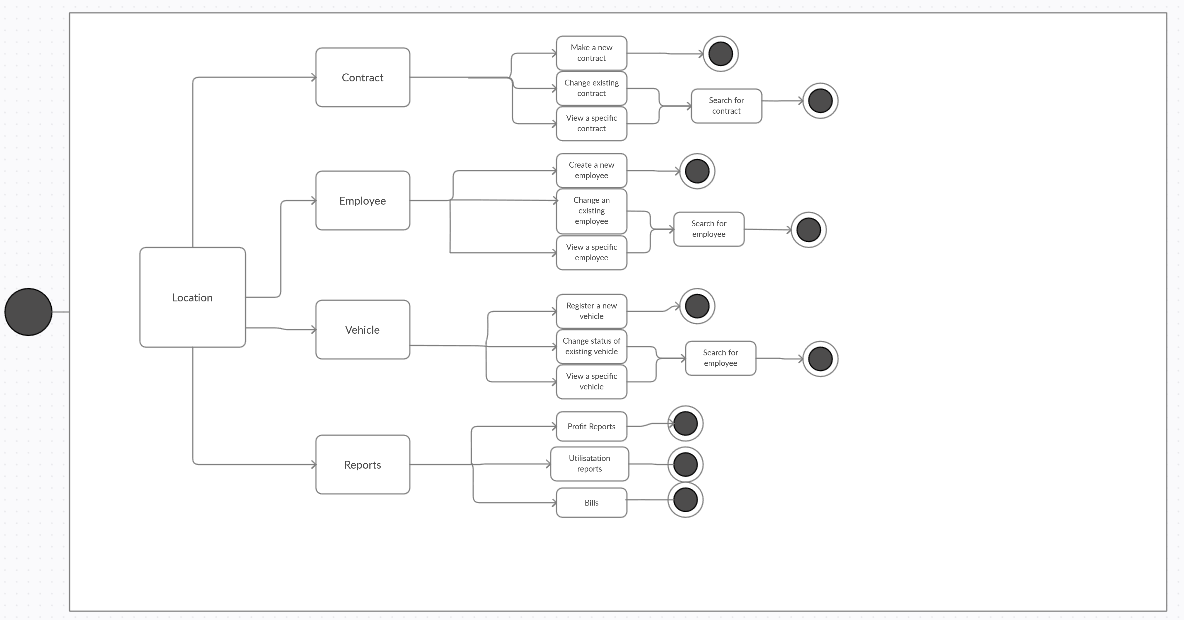 Make a new
contract
Contract
Change existing
contract
Search for
contract
View a specific
contract
Create a new
employee
Employee
Change an
existing
employee
Search for
employee
View a specific
employee
Location
Register a new
vehicle
Vehicle
Change status of
existing vehicle
Search for
employee
View a specific
vehicle
Profit Reports
Reports
Utilisatation
reports
Bills